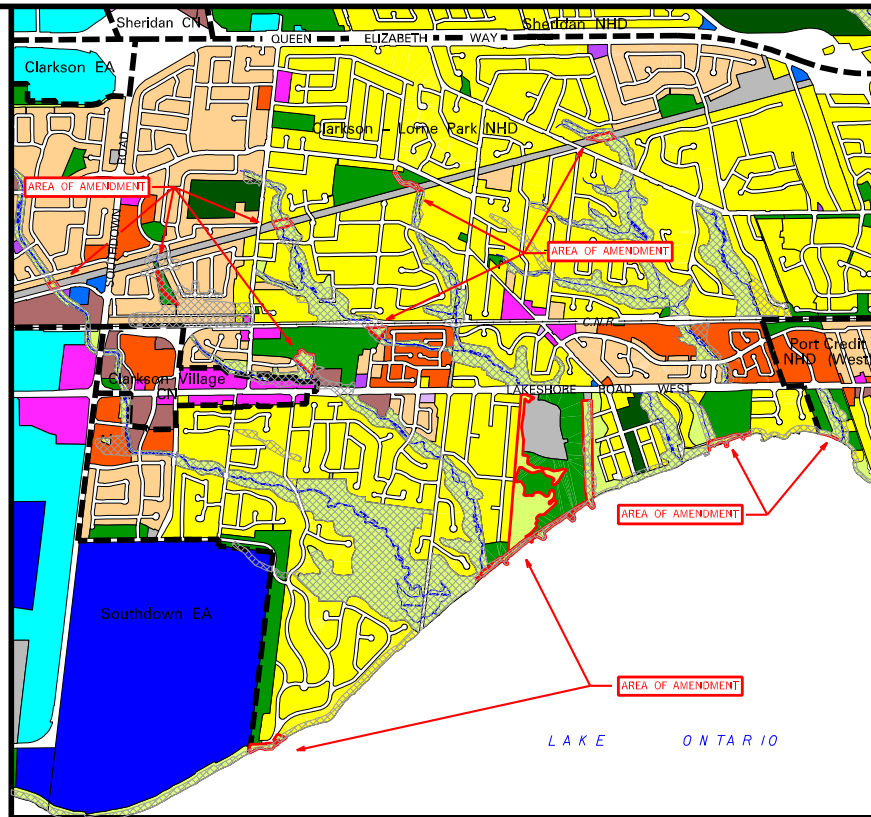 Sheridan CN
Sheridan NHD
QUEEN ELIZABETH WAY
Clarkson EA
Clarkson – Lorne Park NHD
ROAD
AREA OF AMENDMENT
SOUTHDOWN
AREA OF AMENDMENT
C.N.R.
Port Credit
NHD (West)
Clarkson Village
CN
LAKESHORE ROAD WEST
AREA OF AMENDMENT
Southdown EA
AREA OF AMENDMENT
LAKE ONTARIO